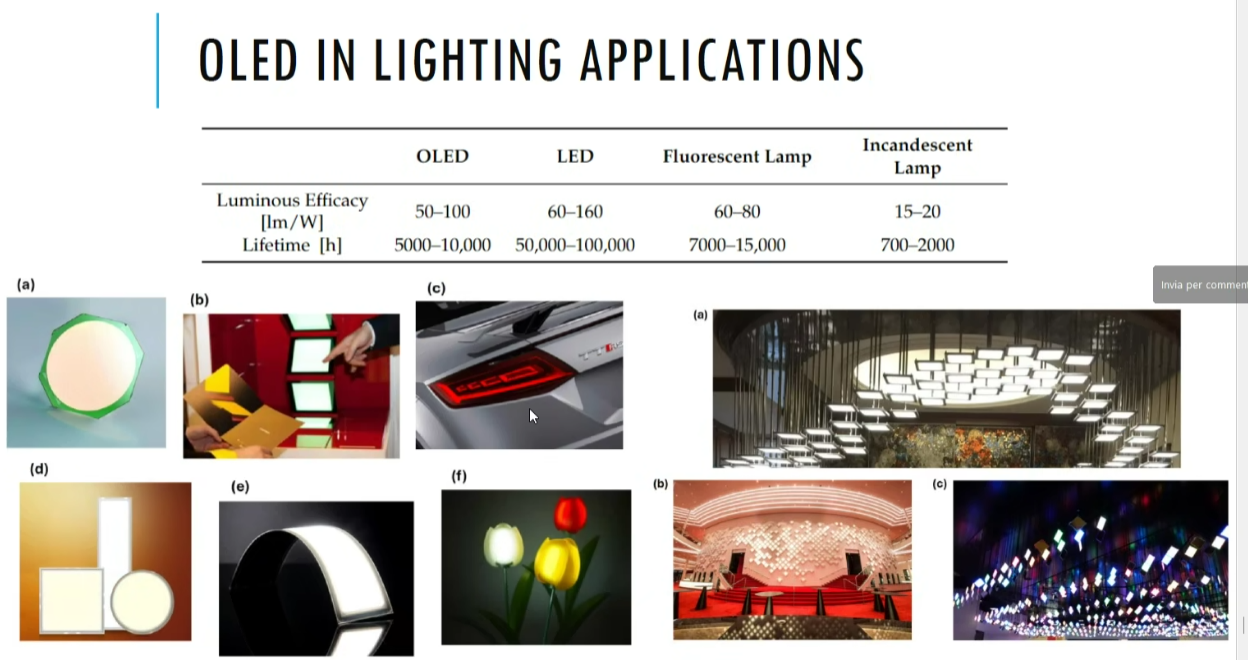 OLED IN LIGHTING APPLICATIONS
OLED LED Fluorescent Lamp Incandescent
Lamp
Luminous Efficacy
[lm/W] 50–100 60–160 60–80 15–20
Lifetime [h] 5000–10,000 50,000–100,000 7000–15,000 700–2000
(a)
(b)
(c)
(a)
Invia per comment
(d)
(e)
(f)
(b)
(c)